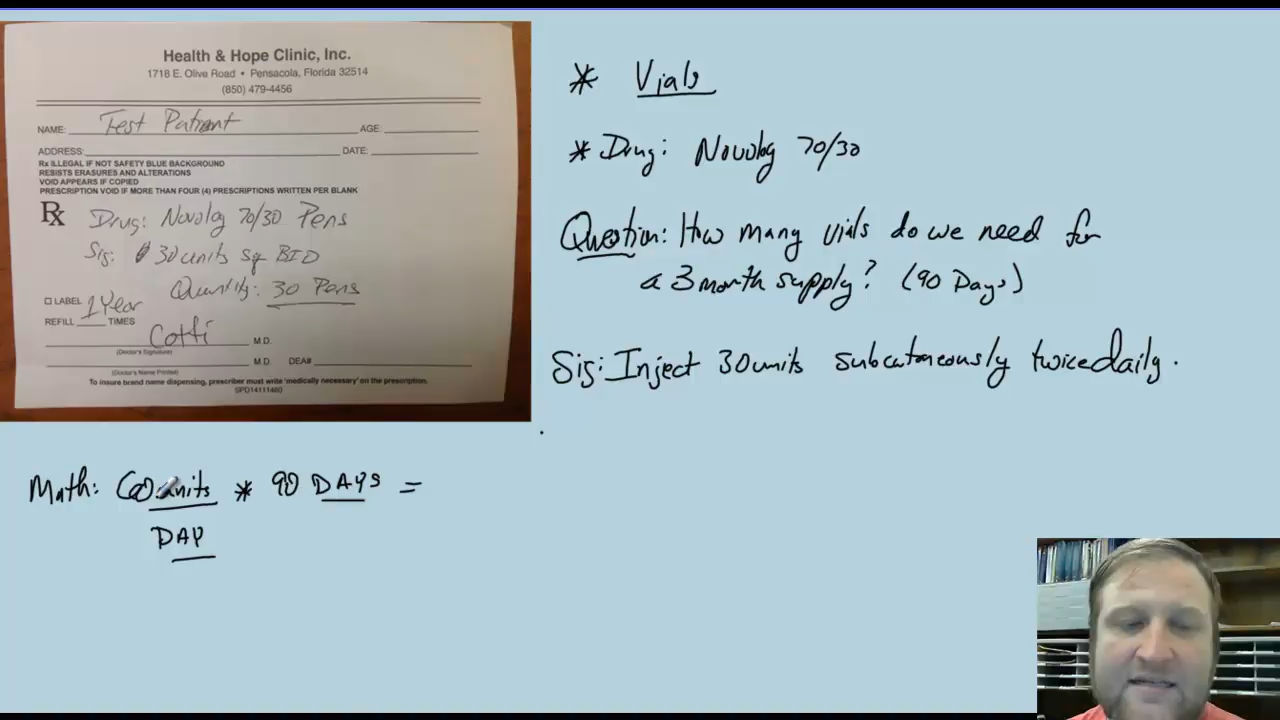 Health & Hope Clinic, Inc.
1718 E. Olive Road • Pensacola, Florida 32514
(850) 479-4456
NAME: Test Patient AGE:
ADDRESS: DATE:
Rx ILLEGAL IF NOT SAFETY BLUE BACKGROUND
RESISTS ERASURES AND ALTERATIONS
VOID APPEARS IF COPIED
PRESCRIPTION VOID IF MORE THAN FOUR (4) PRESCRIPTIONS WRITTEN PER BLANK
Rx Drug: Novolog 70/30 Pens
Sig: 30 units sq BID
Quantity: 30 Pens
LABEL 1 Year
REFILL TIMES
Cotti M.D.
(Doctor's Signature)
M.D. DEA#
(Doctor's Name Printed)
To insure brand name dispensing, prescriber must write 'medically necessary' on the prescription.
* Vials
* Drug: Novolog 70/30
Question: How many vials do we need for
a 3 month supply? (90 Days)
Sig: Inject 30 units subcutaneously twice daily.
Math: 60 units * 90 DAYS =
DAY